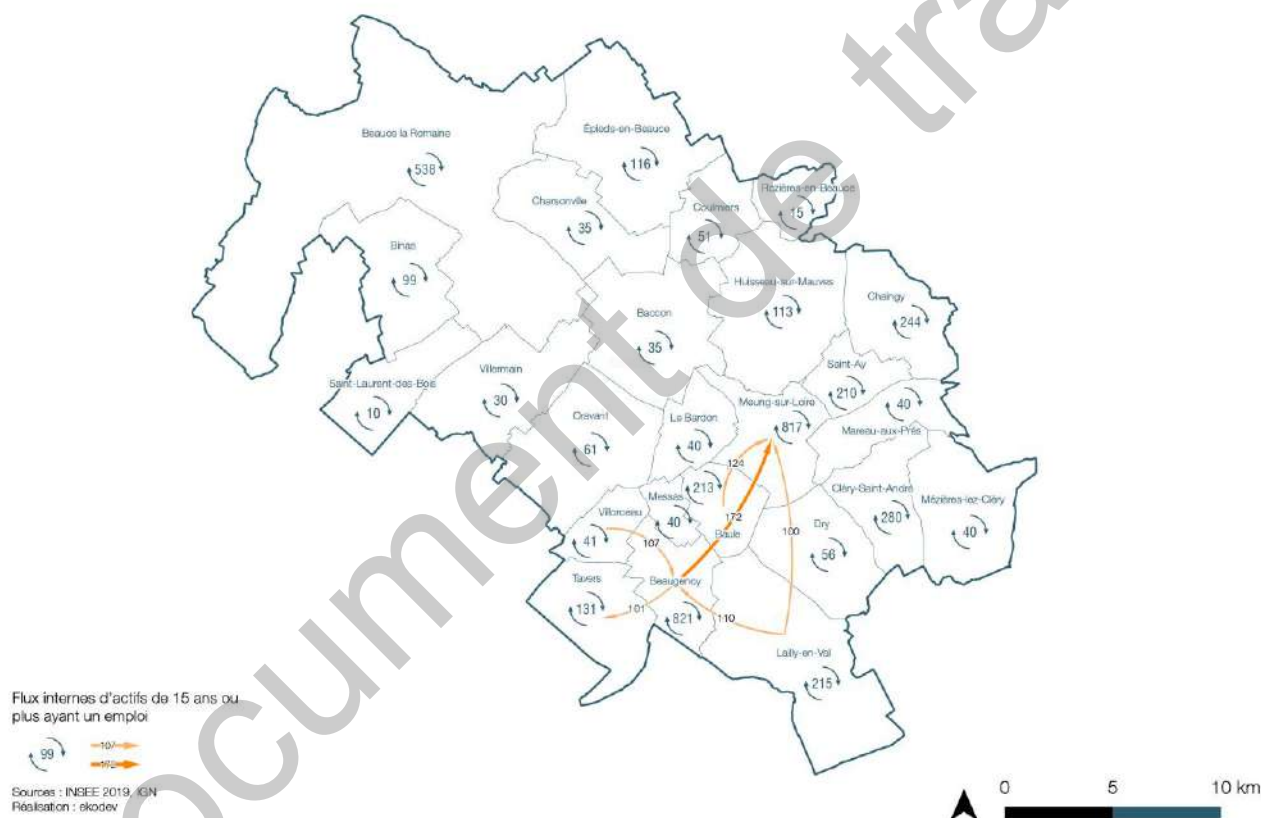 Document de tra
Beauce la Romaine
538
Épieds-en-Beauce
116
Charsonville
35
Coulmiers
51
Rozières-en-Beauce
15
Binas
99
Huisseau-sur-Mauves
113
Chaingy
244
Baccon
35
Saint-Laurent-des-Bois
10
Villermain
30
Saint-Ay
210
Cravant
61
Le Bardon
40
Meung-sur-Loire
817
40
Mareau-aux-Prés
124
213
Messas
40
172
Baule
Cléry-Saint-André
280
Mézières-lez-Cléry
40
Villorceau
41
107
100
Dry
56
Tavers
131
101
Beaugency
821
110
Lailly-en-Val
215
Flux internes d'actifs de 15 ans ou
plus ayant un emploi
99
107
172
Sources : INSEE 2019, IGN
Réalisation : ekodev
0 5 10 km